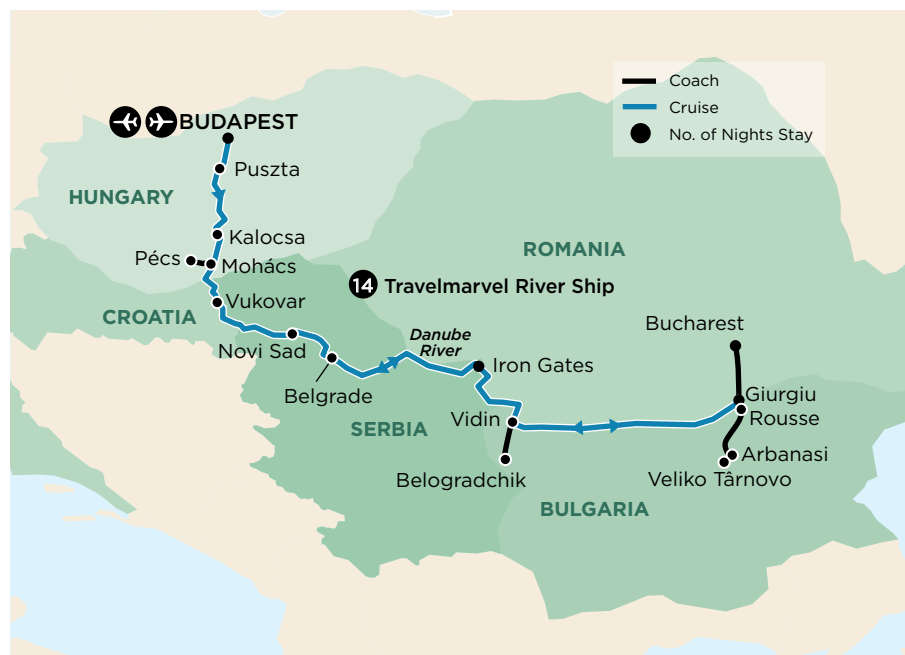 Coach
Cruise
No. of Nights Stay
BUDAPEST
Puszta
HUNGARY
Kalocsa
Pécs
Mohács
ROMANIA
14 Travelmarvel River Ship
Vukovar
CROATIA
Bucharest
Novi Sad
Danube
River
Iron Gates
Belgrade
Giurgiu
Rousse
Vidin
SERBIA
Arbanasi
Belogradchik
Veliko Târnovo
BULGARIA